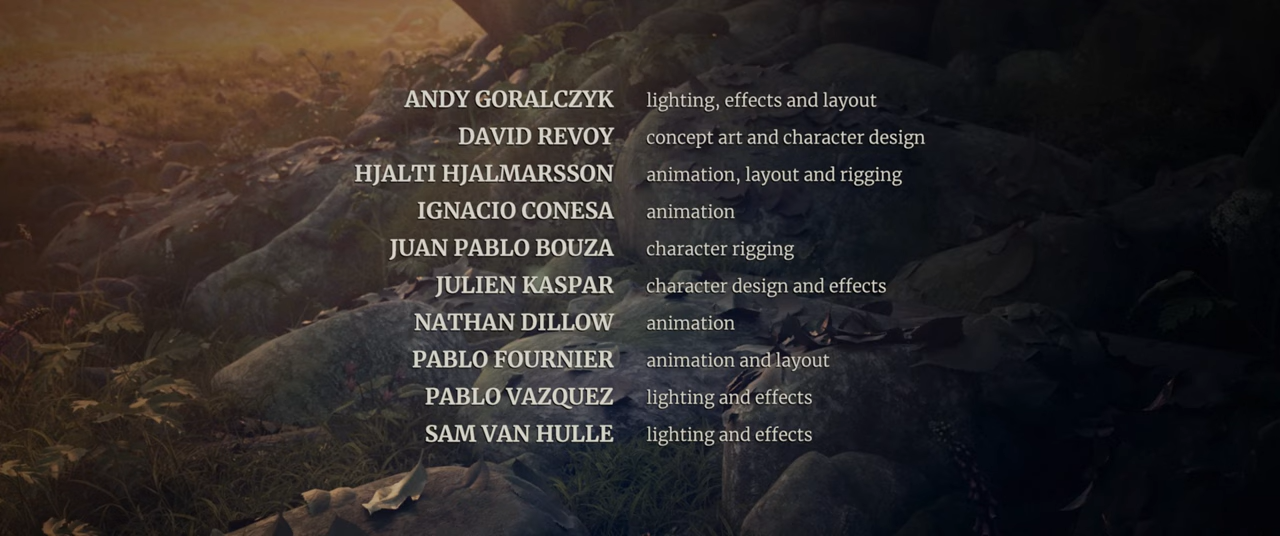 ANDY GORALCZYK lighting, effects and layout
DAVID REVOY concept art and character design
HJALTI HJALMARSSON animation, layout and rigging
IGNACIO CONESA animation
JUAN PABLO BOUZA character rigging
JULIEN KASPAR character design and effects
NATHAN DILLOW animation
PABLO FOURNIER animation and layout
PABLO VAZQUEZ lighting and effects
SAM VAN HULLE lighting and effects